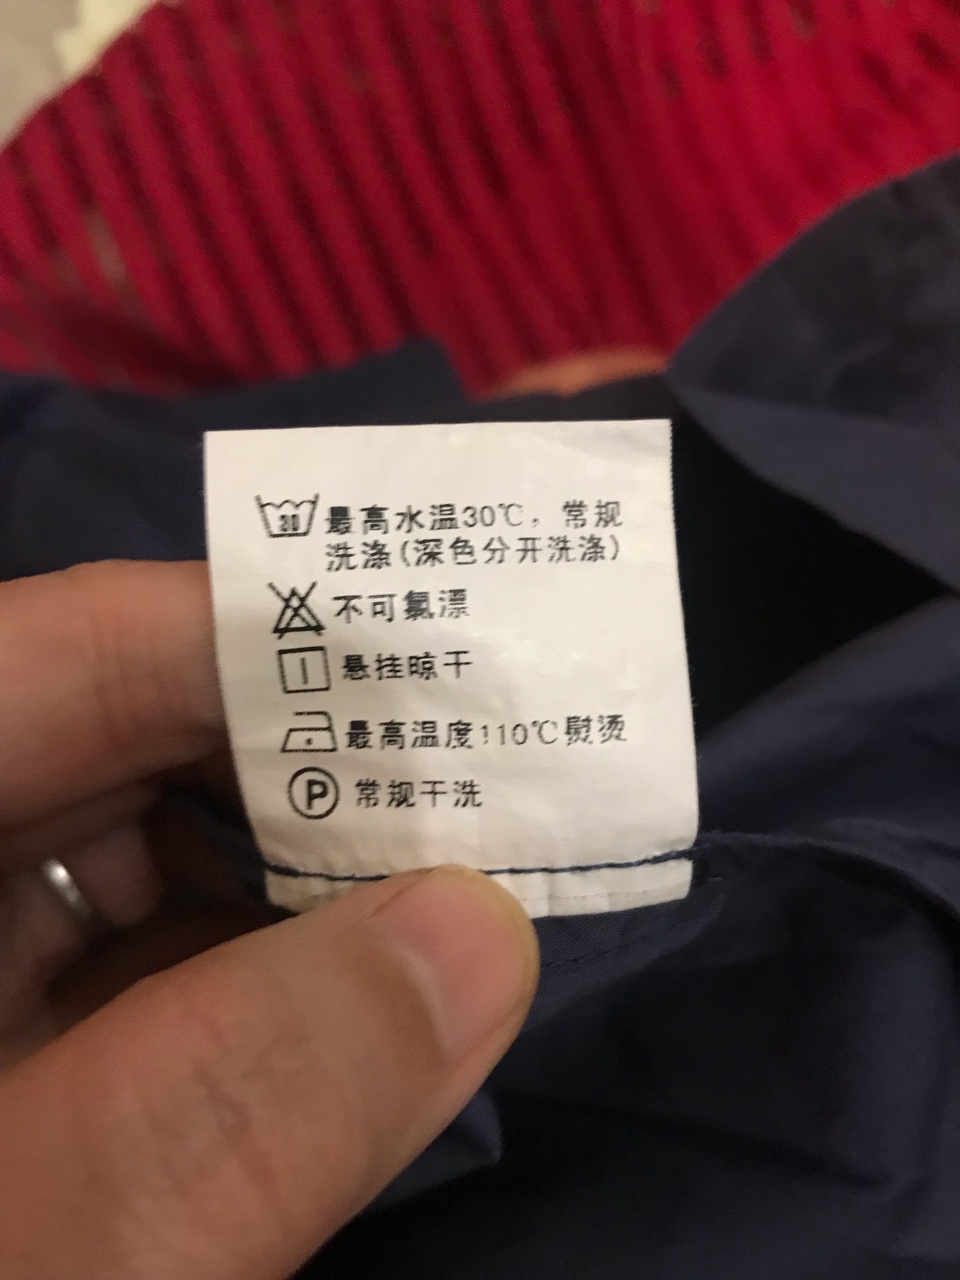 30 最高水温30℃，常规
洗涤(深色分开洗涤)
不可氯漂
悬挂晾干
最高温度110℃熨烫
P 常规干洗